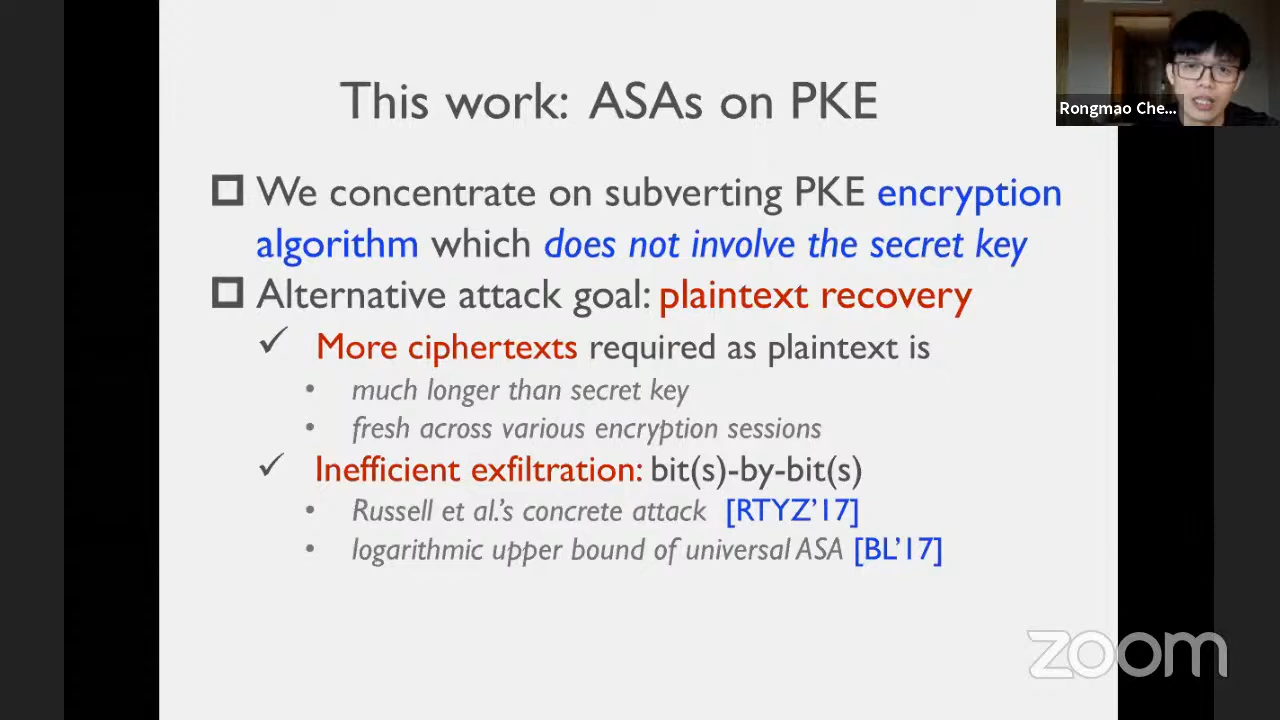 This work: ASAs on PKE
Rongmao Che...
We concentrate on subverting PKE encryption
algorithm which does not involve the secret key
Alternative attack goal: plaintext recovery
More ciphertexts required as plaintext is
• much longer than secret key
• fresh across various encryption sessions
Inefficient exfiltration: bit(s)-by-bit(s)
• Russell et al.'s concrete attack [RTYZ'17]
• logarithmic upper bound of universal ASA [BL'17]
zoom